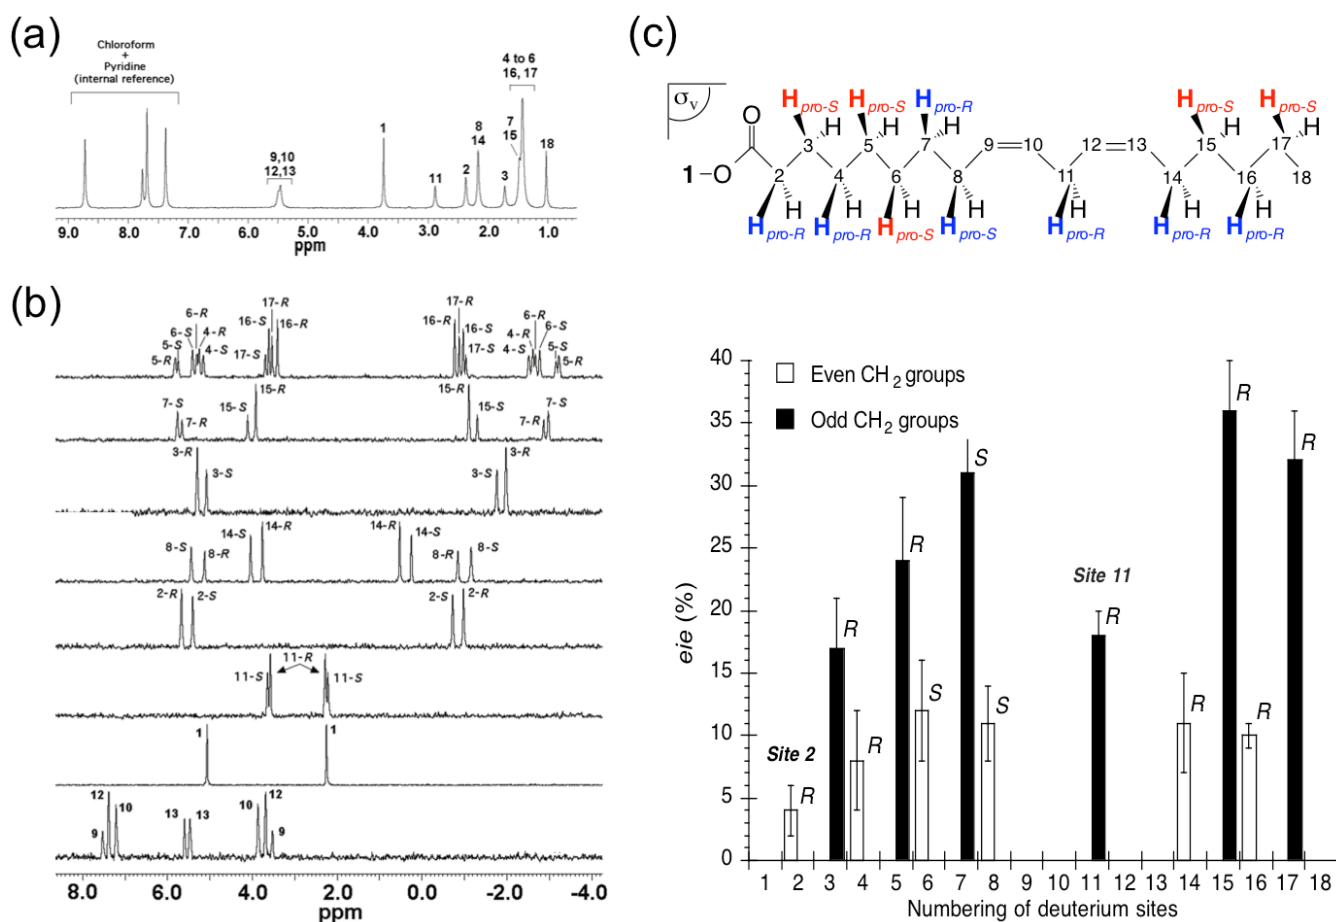 (a)
Chloroform
+
Pyridine
(internal reference)
9,10
12,13
1
11
2
8
14
3
7
15
4 to 6
16, 17
18
9.0 8.0 7.0 6.0 5.0 4.0 3.0 2.0 1.0
ppm
(b)
5-R 5-S 6-S 6-R 4-R 4-S
17-S 16-S 17-R 16-R
16-R 17-R 16-S 17-S
4-S 4-R 6-R 6-S 5-S 5-R
7-S 7-R 15-S 15-R 15-R 15-S 7-R 7-S
3-R 3-S 3-S 3-R
8-S 8-R 14-S 14-R 14-R 14-S 8-R 8-S
2-R 2-S 2-S 2-R
11-S 11-R 11-S
1 1
9 12 10 13 13 10 12 9
8.0 6.0 4.0 2.0 0.0 -2.0 -4.0
ppm
(c)
σv
Hpro-S H Hpro-S H Hpro-R H Hpro-S H Hpro-S H
O
1–O
2 3 4 5 6 7 8 9 10 11 12 13 14 15 16 17 18
H H H H H H H
Hpro-R Hpro-R Hpro-S Hpro-S Hpro-R Hpro-R Hpro-R
Even CH2 groups
Odd CH2 groups
eie (%)
40
35
30
25
20
15
10
5
0
Site 2
R R R R S S S
Site 11
R R R R R
1 2 3 4 5 6 7 8 9 10 11 12 13 14 15 16 17 18
Numbering of deuterium sites